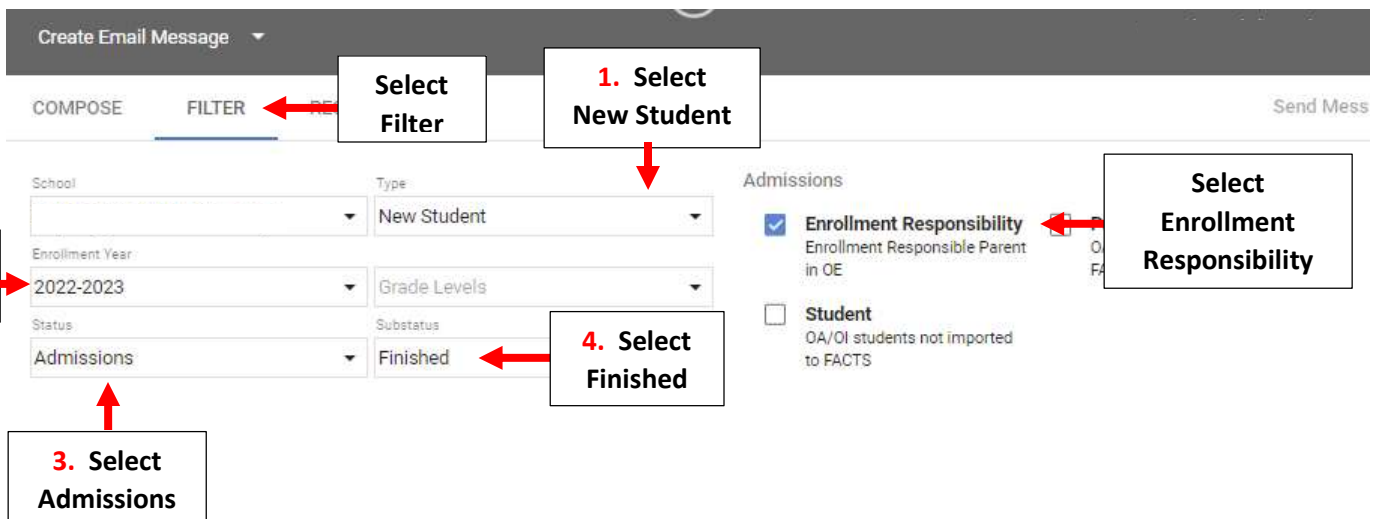 Create Email Message
COMPOSE FILTER
Select
Filter
1. Select
New Student
Send Mess
School
Type
New Student
Admissions
Enrollment Responsibility
Enrollment Responsible Parent
in OE
Select
Enrollment
Responsibility
Enrollment Year
2022-2023
Grade Levels
Status
Admissions
Substatus
Finished
4. Select
Finished
Student
OA/OI students not imported
to FACTS
3. Select
Admissions